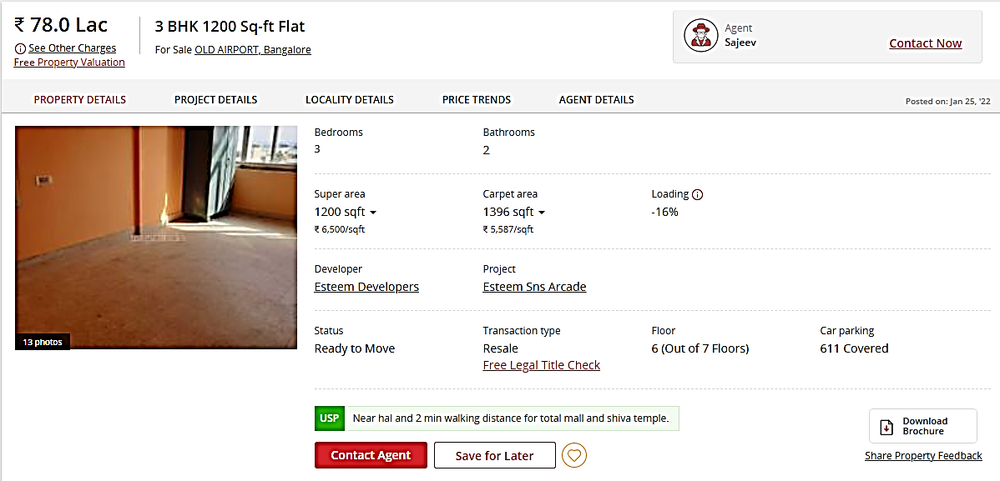 ₹ 78.0 Lac
See Other Charges
Free Property Valuation
3 BHK 1200 Sq-ft Flat
For Sale OLD AIRPORT, Bangalore
Agent
Sajeev
Contact Now
PROPERTY DETAILS PROJECT DETAILS LOCALITY DETAILS PRICE TRENDS AGENT DETAILS Posted on: Jan 25, '22
13 photos
Bedrooms Bathrooms
3 2
Super area Carpet area Loading
1200 sqft 1396 sqft -16%
₹ 6,500/sqft ₹ 5,587/sqft
Developer Project
Esteem Developers Esteem Sns Arcade
Status Transaction type Floor Car parking
Ready to Move Resale 6 (Out of 7 Floors) 611 Covered
Free Legal Title Check
USP Near hal and 2 min walking distance for total mall and shiva temple.
Contact Agent Save for Later
Download
Brochure
Share Property Feedback